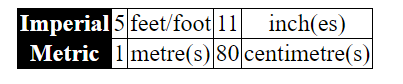 Imperial 5 feet/foot 11 inch(es)
Metric 1 metre(s) 80 centimetre(s)